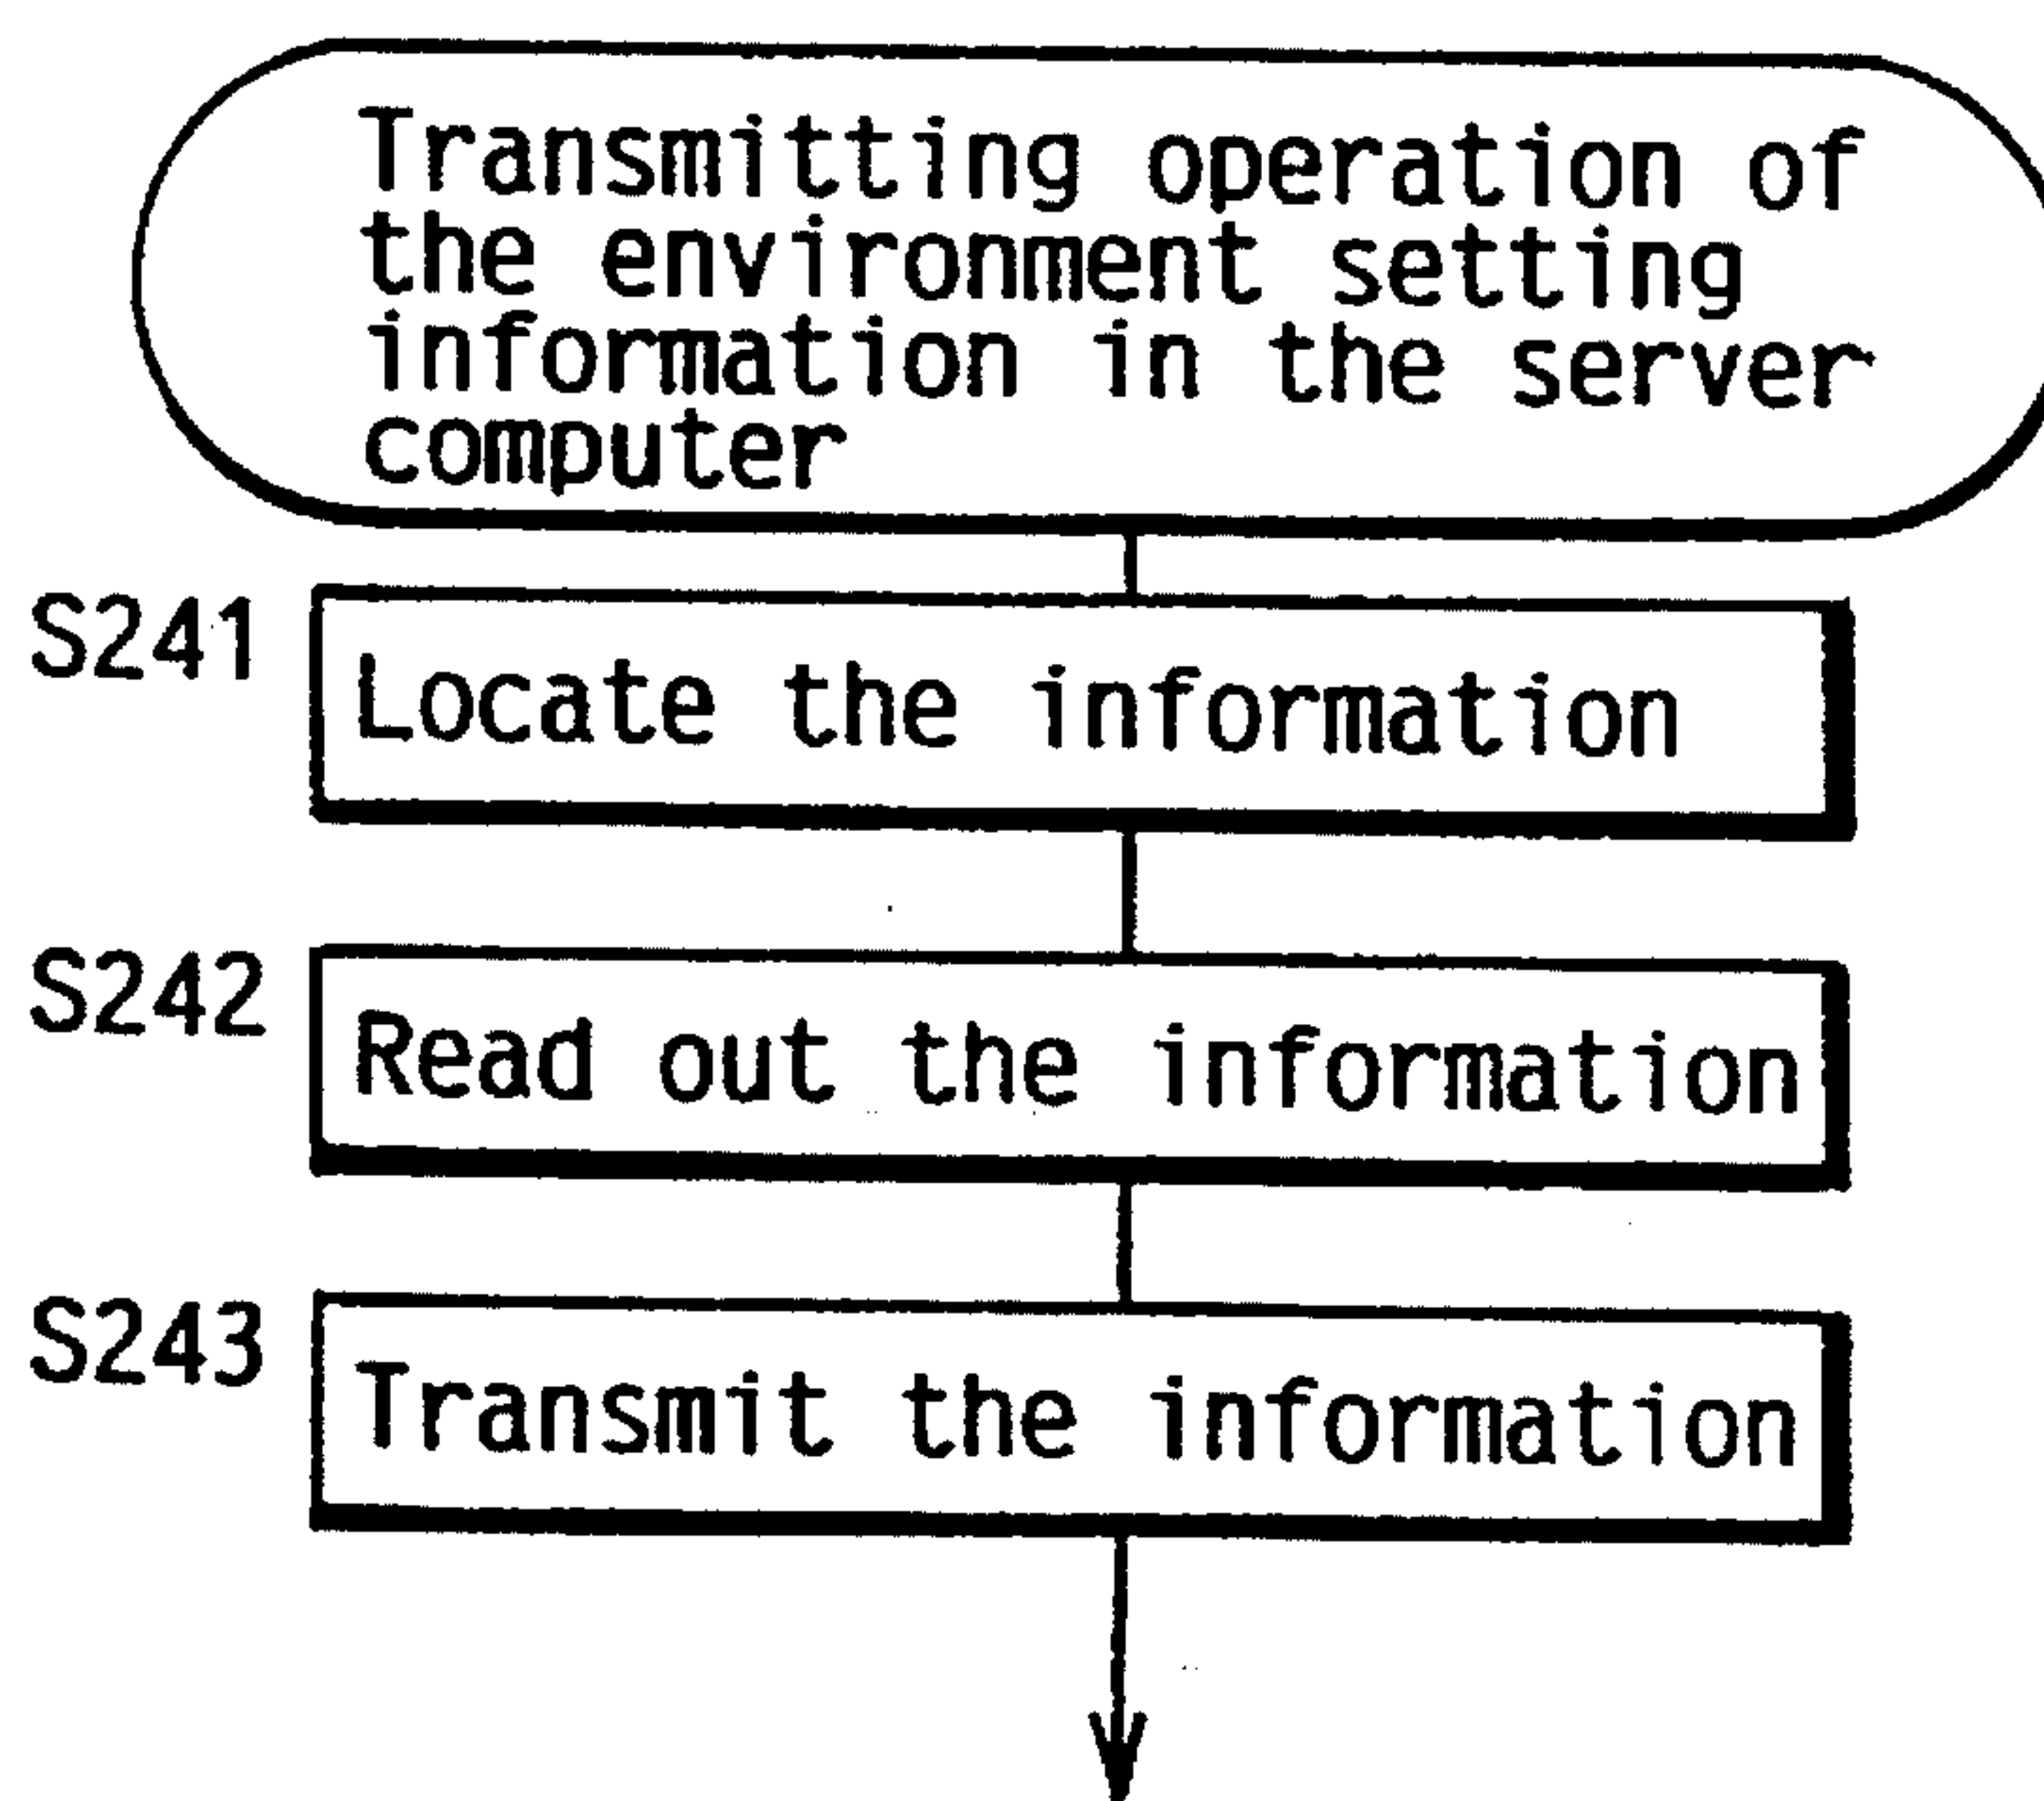 Transmitting operation of
the environment setting
information in the server
computer
S241
Locate the information
S242
Read out the information
S243
Transmit the information